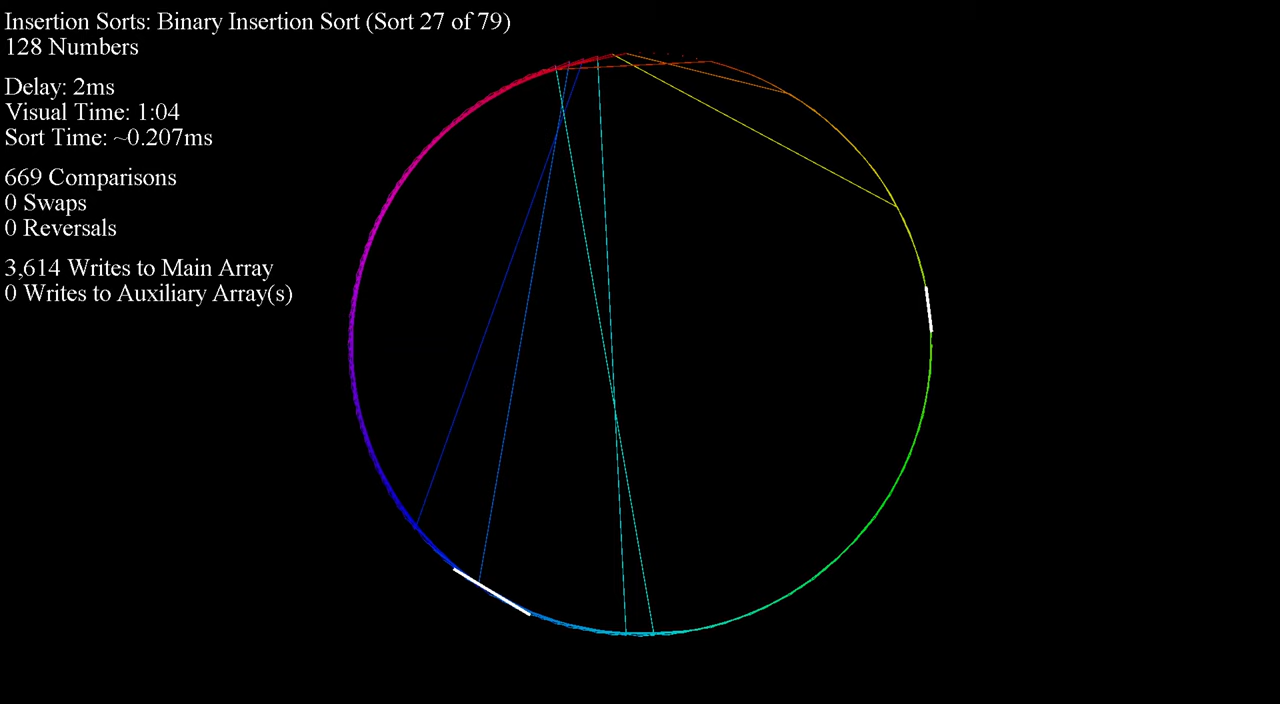 Insertion Sorts: Binary Insertion Sort (Sort 27 of 79)
128 Numbers
Delay: 2ms
Visual Time: 1:04
Sort Time: ~0.207ms
669 Comparisons
0 Swaps
0 Reversals
3,614 Writes to Main Array
0 Writes to Auxiliary Array(s)